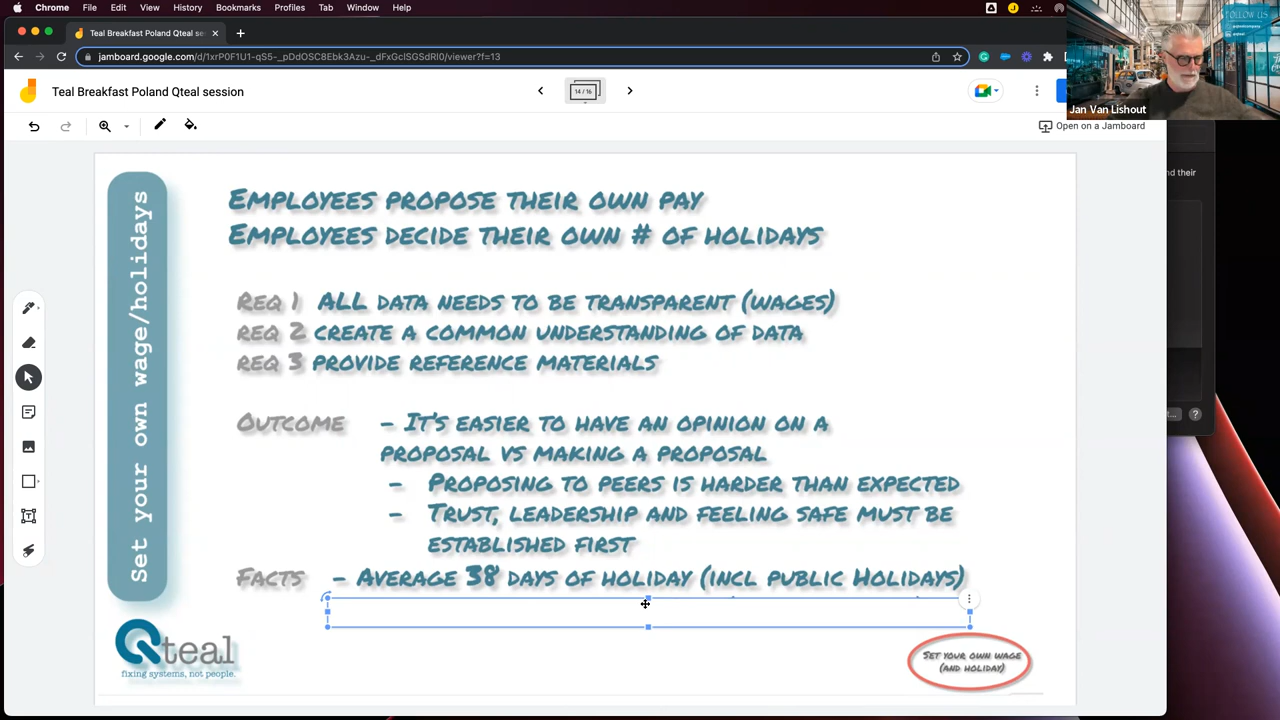 Chrome File Edit View History Bookmarks Profiles Tab Window Help
Teal Breakfast Poland Qteal ses
FOLLOW US
jamboard.google.com/d/1xrP0F1U1-qS5-_pDdOSC8Ebk3Azu-_dFxGclSGSdRI0/viewer?f=13
Teal Breakfast Poland Qteal session
14 / 16
Jan Van Lishout
Open on a Jamboard
nd their
Set your own wage/holidays
Employees propose their own pay
Employees decide their own # of holidays
Req 1 ALL data needs to be transparent (wages)
req 2 create a common understanding of data
req 3 provide reference materials
Outcome - It's easier to have an opinion on a
proposal vs making a proposal
- Proposing to peers is harder than expected
- Trust, leadership and feeling safe must be
established first
Facts - Average 38 days of holiday (incl public Holidays)
Qteal
fixing systems, not people.
Set your own wage
(and holiday)